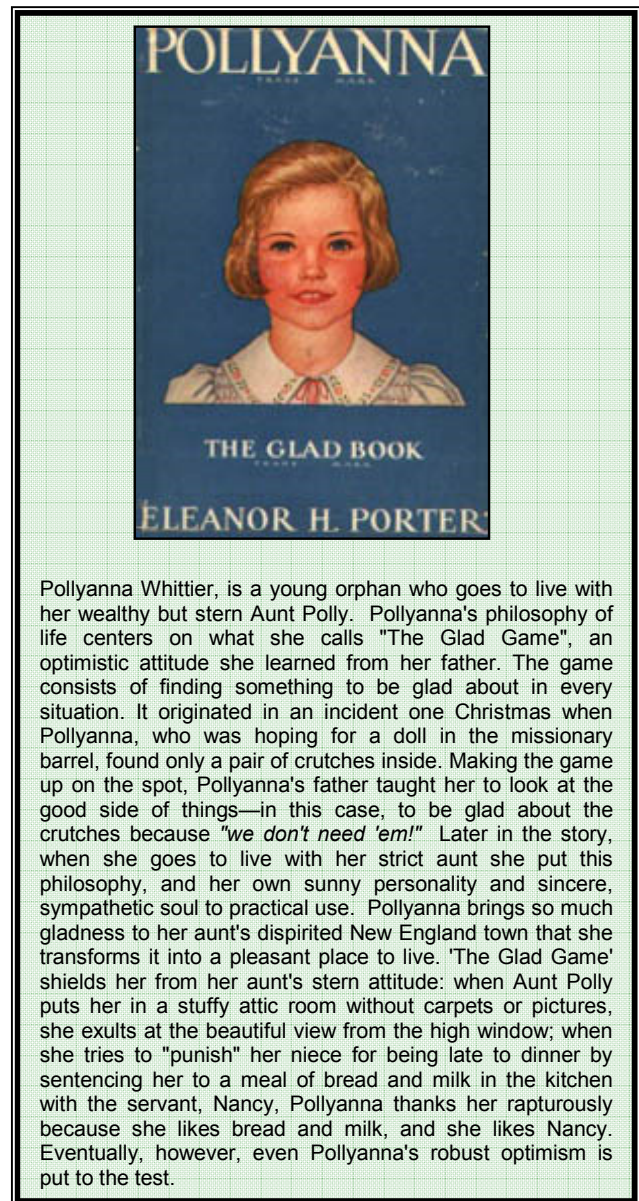 POLLYANNA
TRADE MARK
THE GLAD BOOK
TRADE MARK
ELEANOR H. PORTER
Pollyanna Whittier, is a young orphan who goes to live with
her wealthy but stern Aunt Polly. Pollyanna's philosophy of
life centers on what she calls "The Glad Game", an
optimistic attitude she learned from her father. The game
consists of finding something to be glad about in every
situation. It originated in an incident one Christmas when
Pollyanna, who was hoping for a doll in the missionary
barrel, found only a pair of crutches inside. Making the game
up on the spot, Pollyanna's father taught her to look at the
good side of things—in this case, to be glad about the
crutches because "we don't need 'em!" Later in the story,
when she goes to live with her strict aunt she put this
philosophy, and her own sunny personality and sincere,
sympathetic soul to practical use. Pollyanna brings so much
gladness to her aunt's dispirited New England town that she
transforms it into a pleasant place to live. 'The Glad Game'
shields her from her aunt's stern attitude: when Aunt Polly
puts her in a stuffy attic room without carpets or pictures,
she exults at the beautiful view from the high window; when
she tries to "punish" her niece for being late to dinner by
sentencing her to a meal of bread and milk in the kitchen
with the servant, Nancy, Pollyanna thanks her rapturously
because she likes bread and milk, and she likes Nancy.
Eventually, however, even Pollyanna's robust optimism is
put to the test.